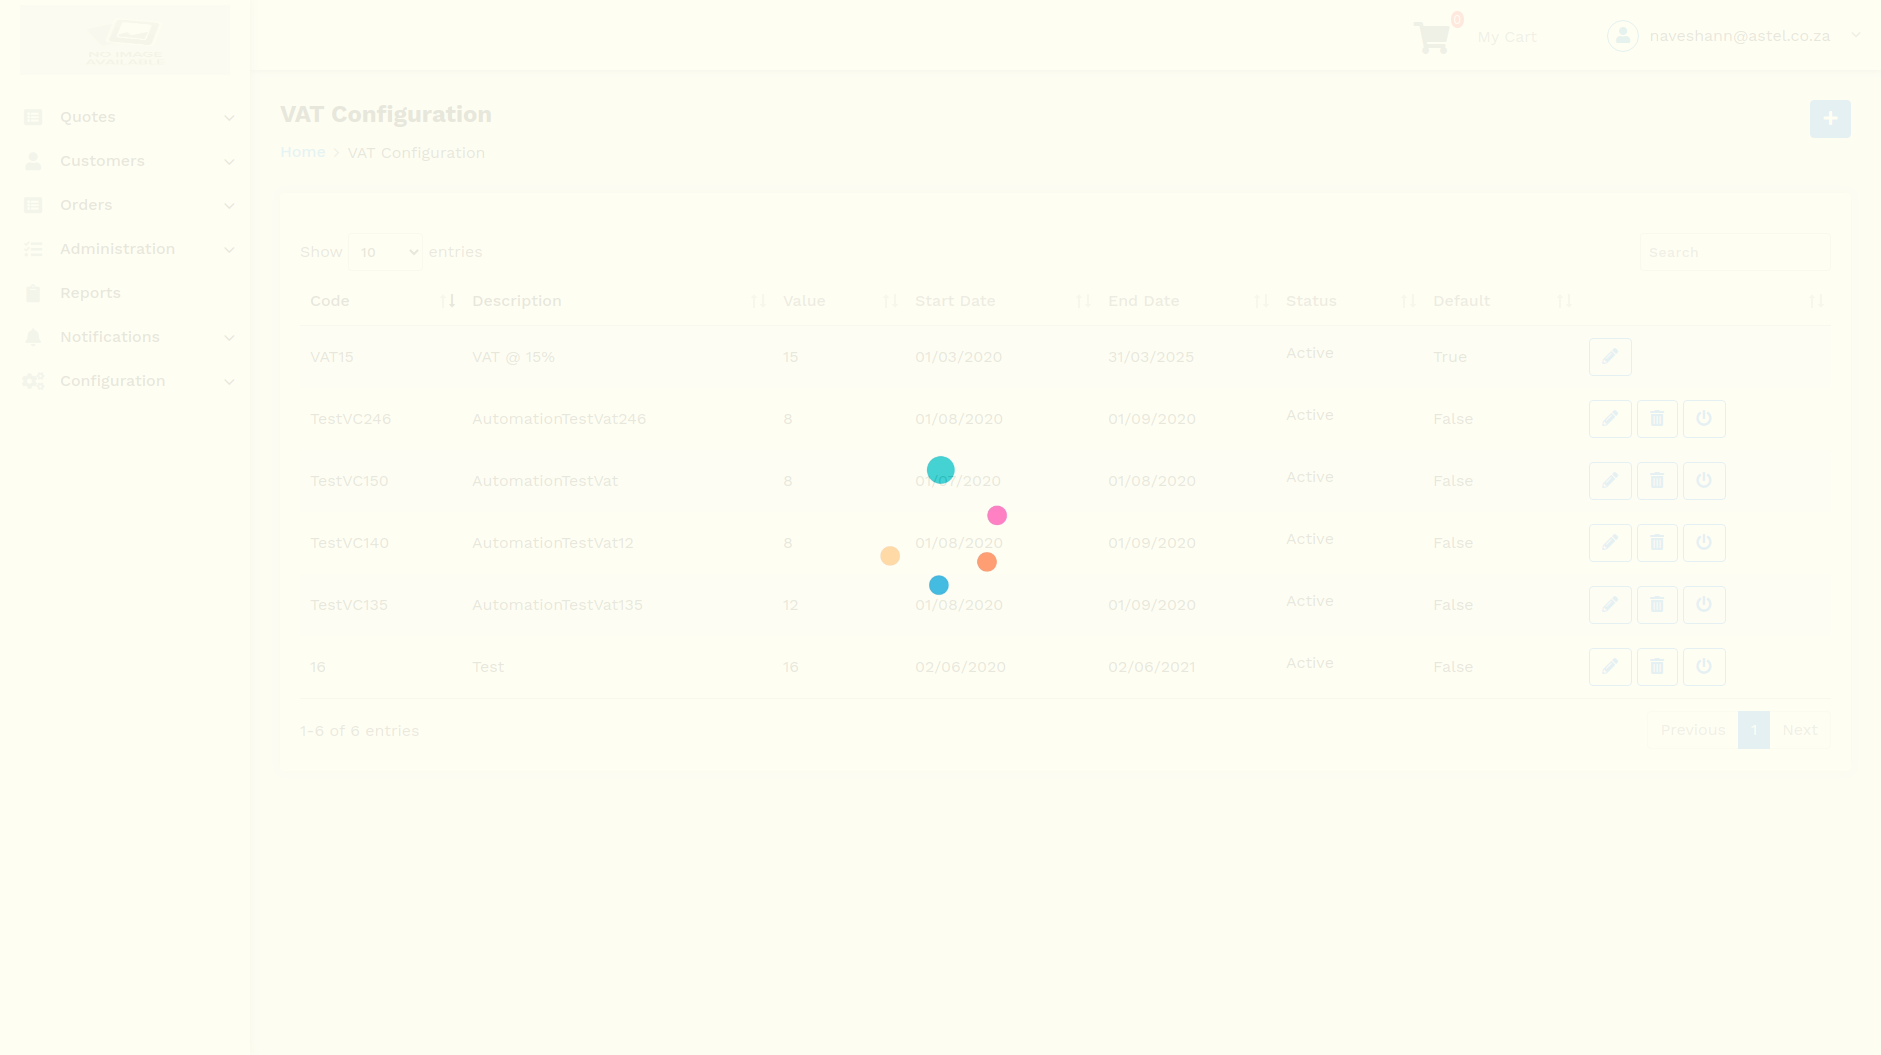 NO IMAGE
AVAILABLE
0
My Cart
naveshann@astel.co.za
Quotes
Customers
Orders
Administration
Reports
Notifications
Configuration
VAT Configuration
Home > VAT Configuration
Show 10 entries
Search
Code Description Value Start Date End Date Status Default
VAT15 VAT @ 15% 15 01/03/2020 31/03/2025 Active True
TestVC246 AutomationTestVat246 8 01/08/2020 01/09/2020 Active False
TestVC150 AutomationTestVat 8 01/07/2020 01/08/2020 Active False
TestVC140 AutomationTestVat12 8 01/08/2020 01/09/2020 Active False
TestVC135 AutomationTestVat135 12 01/08/2020 01/09/2020 Active False
16 Test 16 02/06/2020 02/06/2021 Active False
1-6 of 6 entries
Previous 1 Next